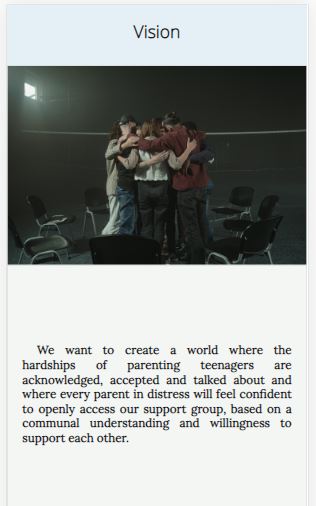 Vision
We want to create a world where the
hardships of parenting teenagers are
acknowledged, accepted and talked about and
where every parent in distress will feel confident
to openly access our support group, based on a
communal understanding and willingness to
support each other.